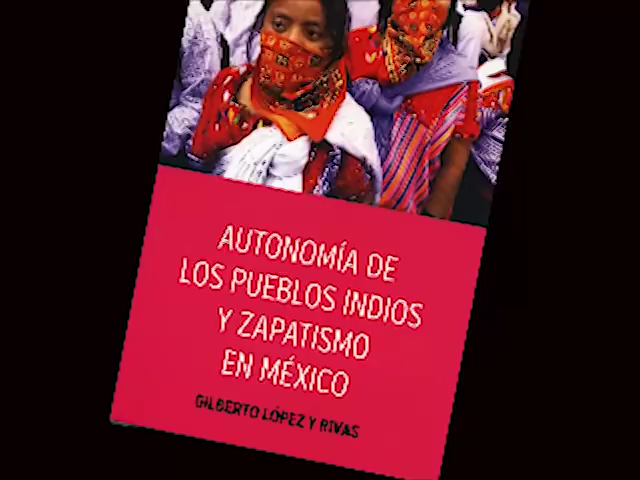 AUTONOMÍA DE
LOS PUEBLOS INDIOS
Y ZAPATISMO
EN MÉXICO
GILBERTO LÓPEZ Y RIVAS